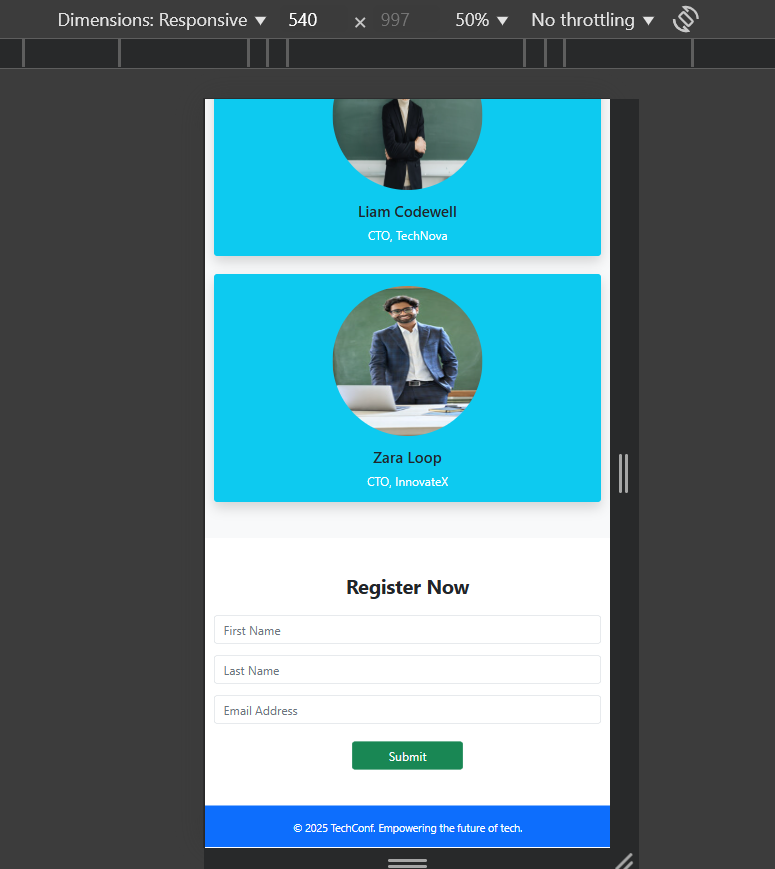 Dimensions: Responsive ▼ 540 × 997 50% ▼ No throttling ▼
Liam Codewell
CTO, TechNova
Zara Loop
CTO, InnovateX
Register Now
First Name
Last Name
Email Address
Submit
© 2025 TechConf. Empowering the future of tech.